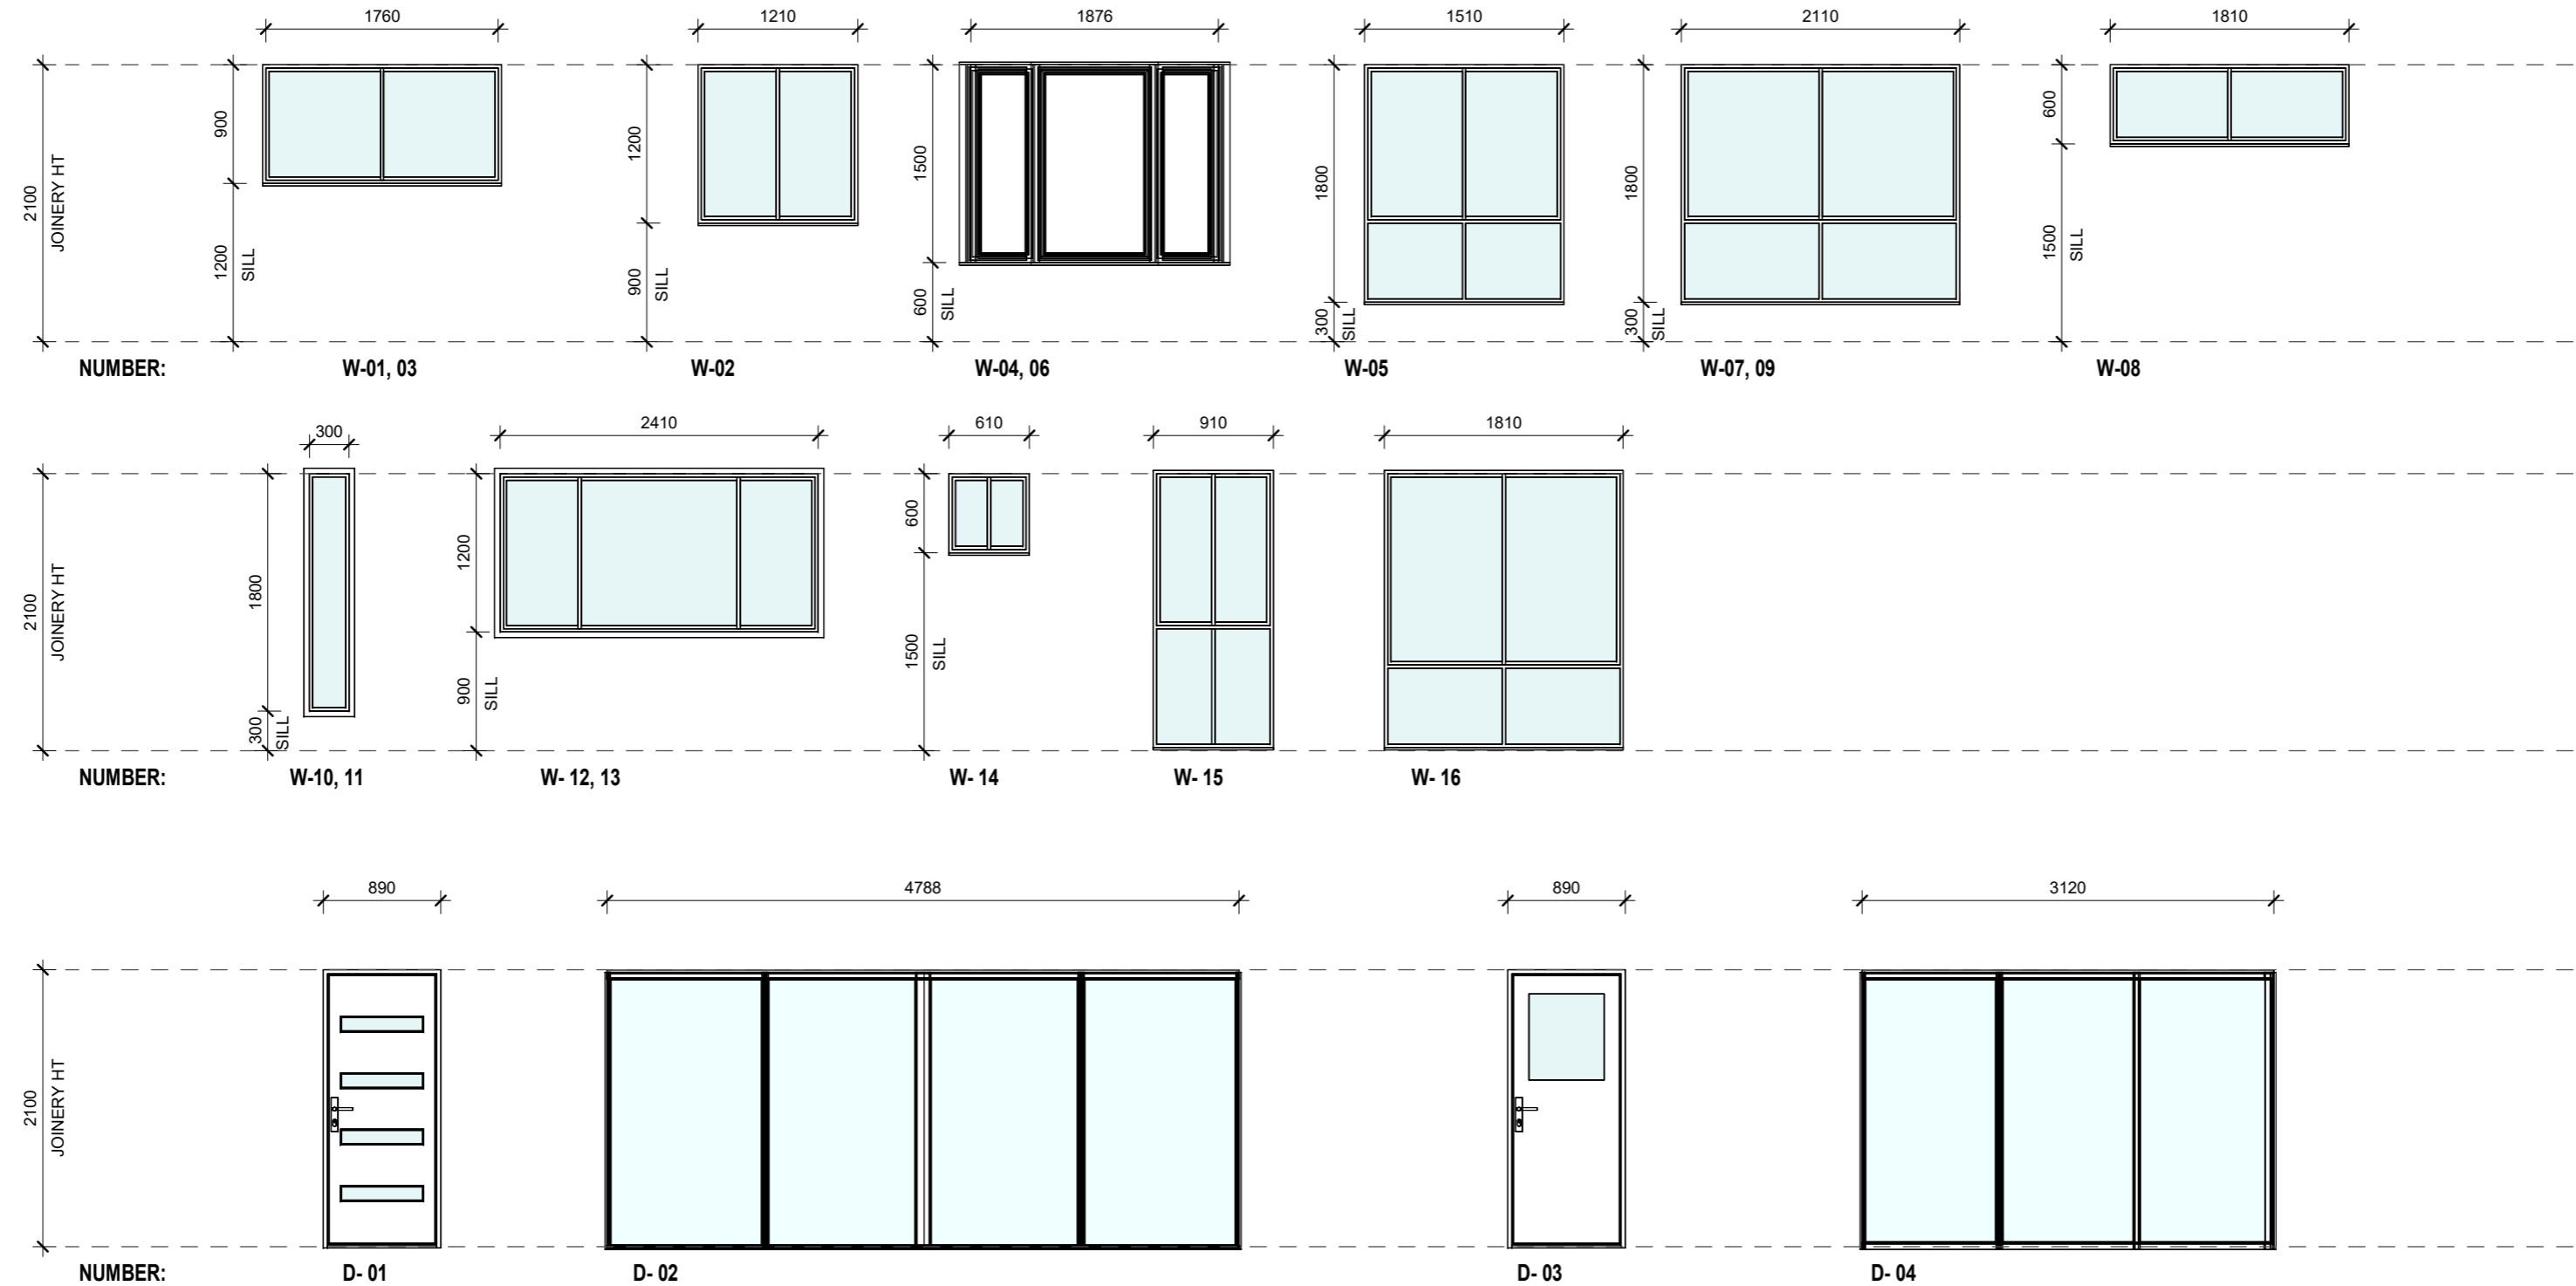 1760 1210 1876 1510 2110 1810
2100
JOINERY HT
900
1200
SILL
1200
900
SILL
1500
600
SILL
1800
300
SILL
1800
300
SILL
600
1500
SILL
NUMBER: W-01, 03 W-02 W-04, 06 W-05 W-07, 09 W-08
300 2410 610 910 1810
2100
JOINERY HT
1800
300
SILL
1200
900
SILL
600
1500
SILL
NUMBER: W-10, 11 W- 12, 13 W- 14 W- 15 W- 16
890 4788 890 3120
2100
JOINERY HT
NUMBER: D- 01 D- 02 D- 03 D- 04